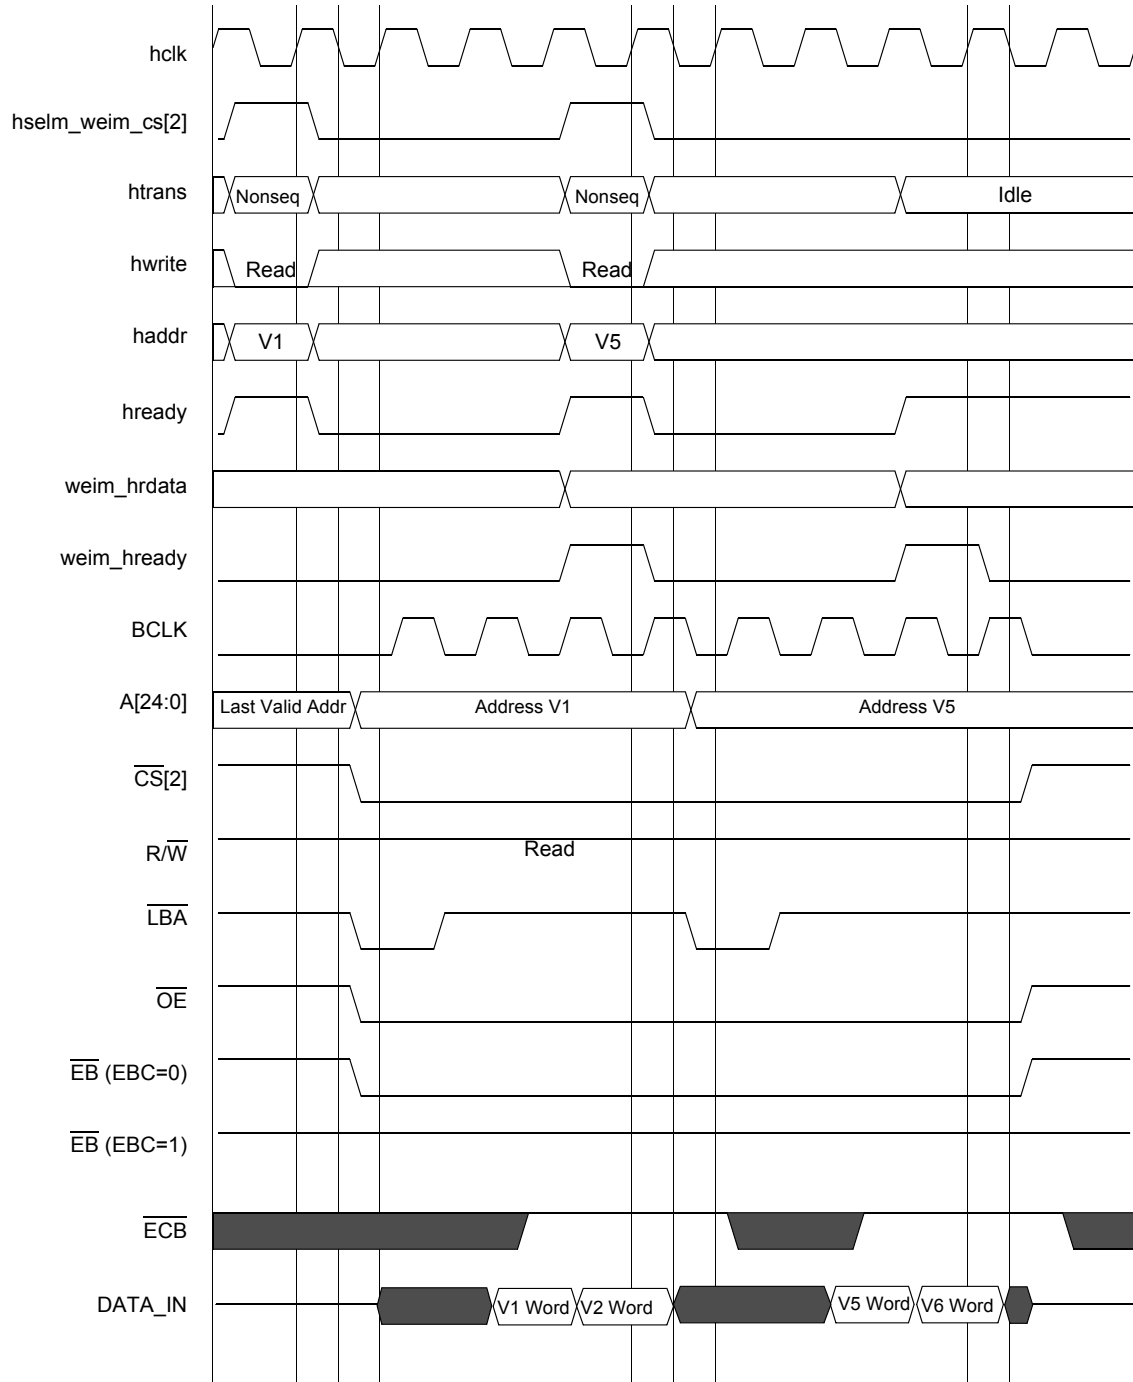 hclk
hselm_weim_cs[2]
htrans Nonseq Nonseq Idle
hwrite Read Read
haddr V1 V5
hready
weim_hrdata
weim_hready
BCLK
A[24:0] Last Valid Addr Address V1 Address V5
CS[2]
R/W Read
LBA
OE
EB (EBC=0)
EB (EBC=1)
ECB
DATA_IN V1 Word V2 Word V5 Word V6 Word